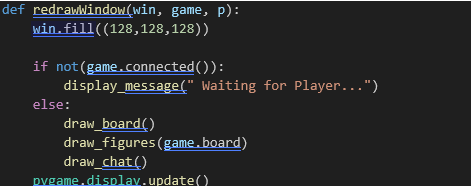 def redrawWindow(win, game, p):
    win.fill((128,128,128))

    if not(game.connected()):
        display_message(" Waiting for Player...")
    else:
        draw_board()
        draw_figures(game.board)
        draw_chat()
    pygame.display.update()